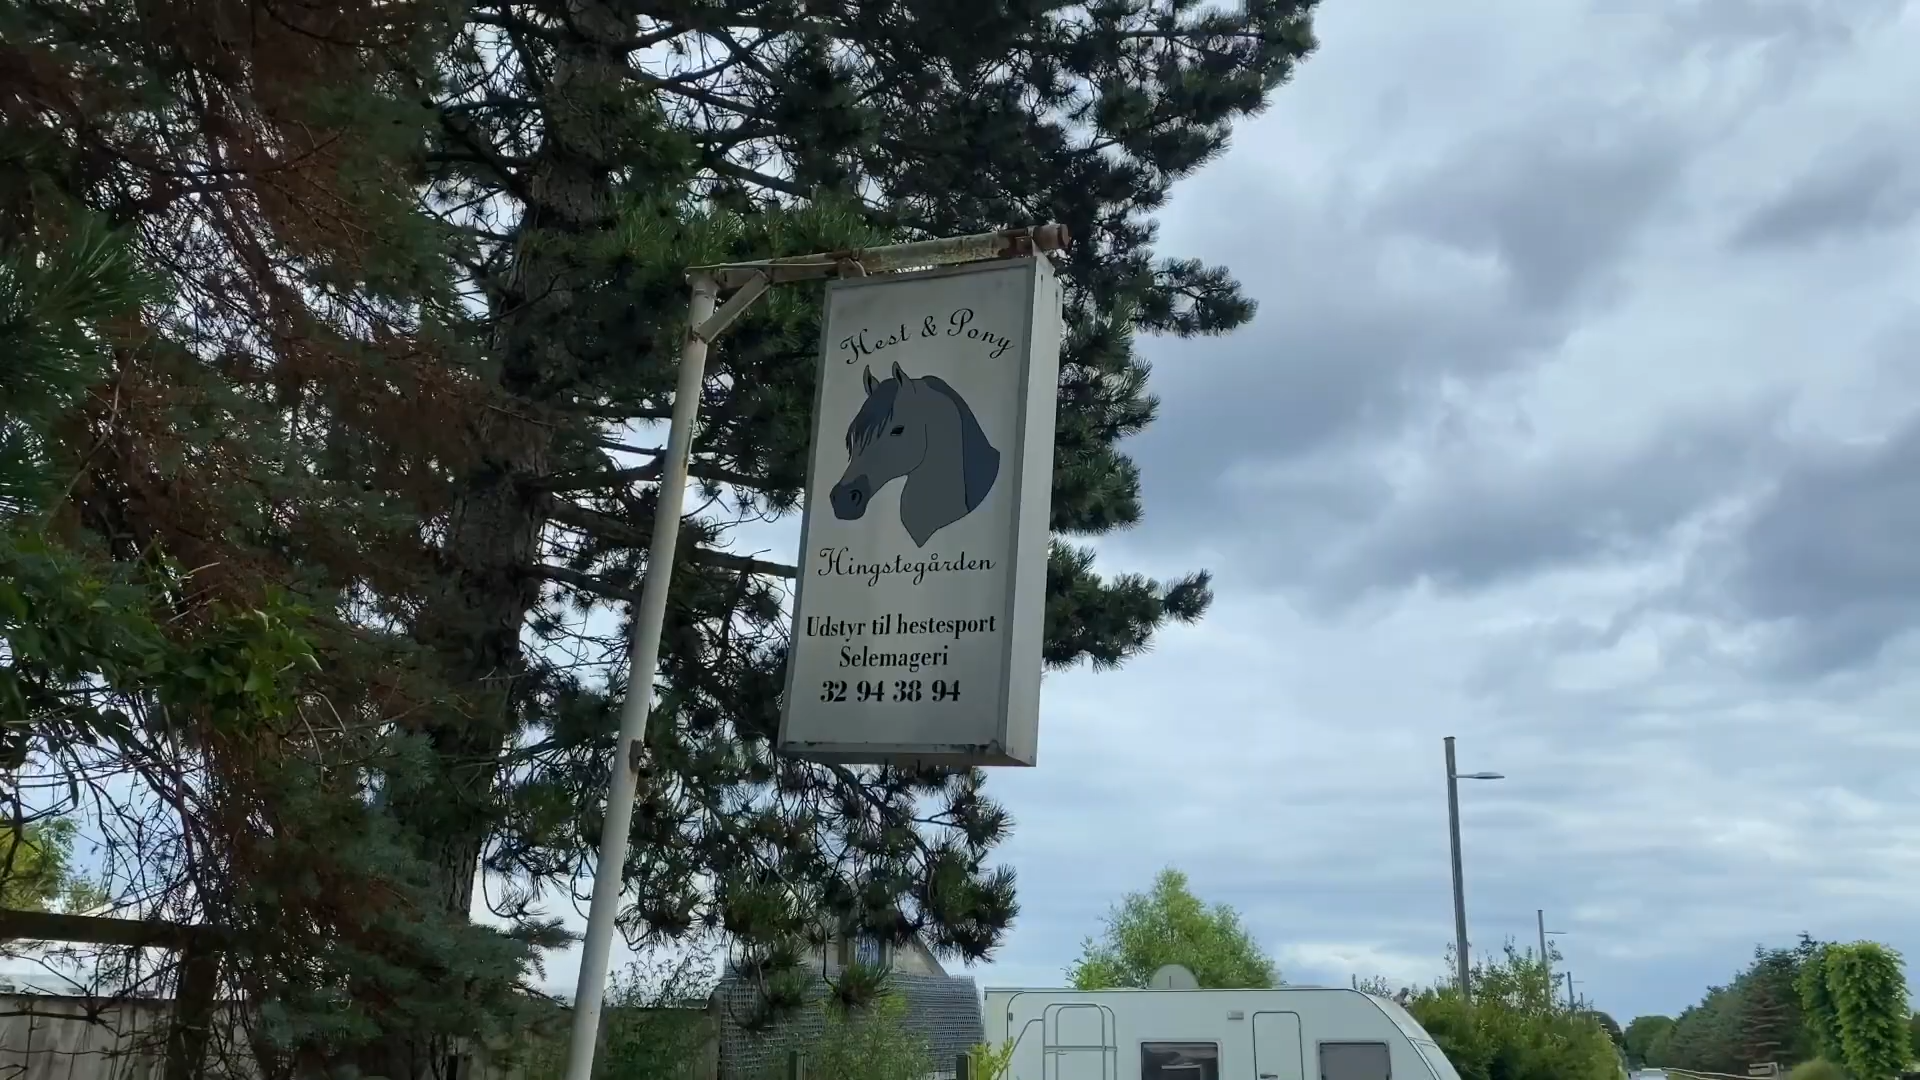 Hest & Pony
Hingstegården
Udstyr til hestesport
Selemageri
32 94 38 94